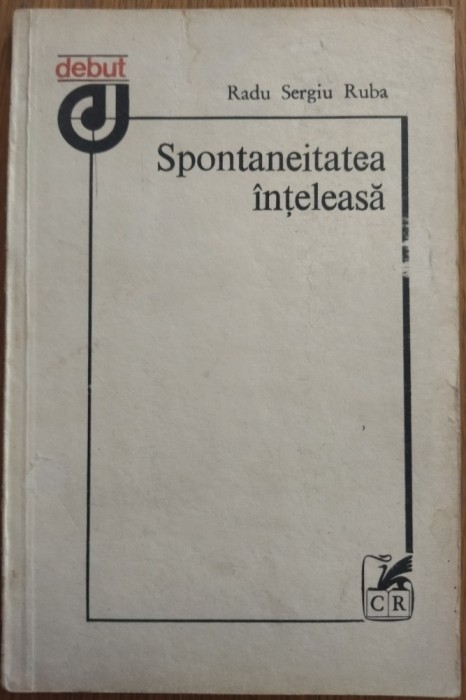 debut
Radu Sergiu Ruba
Spontaneitatea
înțeleasă
CR